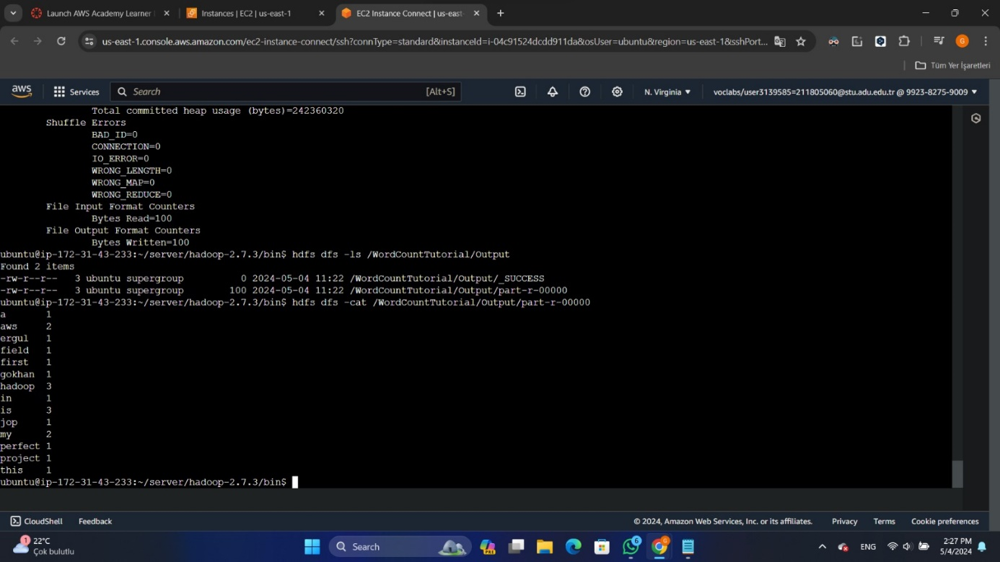 Launch AWS Academy Learner
Instances | EC2 | us-east-1
EC2 Instance Connect | us-east-
us-east-1.console.aws.amazon.com/ec2-instance-connect/ssh?connType=standard&instanceId=i-04c91524dcdd911da&osUser=ubuntu&region=us-east-1&sshPort...
G
Tüm Yer İşaretleri
aws
Services
Search
[Alt+S]
N. Virginia
voclabs/user3139585=211805060@stu.adu.edu.tr @ 9923-8275-9009
Total committed heap usage (bytes)=242360320
Shuffle Errors
BAD_ID=0
CONNECTION=0
IO_ERROR=0
WRONG_LENGTH=0
WRONG_MAP=0
WRONG_REDUCE=0
File Input Format Counters
Bytes Read=100
File Output Format Counters
Bytes Written=100
ubuntu@ip-172-31-43-233:~/server/hadoop-2.7.3/bin$ hdfs dfs -ls /WordCountTutorial/Output
Found 2 items
-rw-r--r-- 3 ubuntu supergroup 0 2024-05-04 11:22 /WordCountTutorial/Output/_SUCCESS
-rw-r--r-- 3 ubuntu supergroup 100 2024-05-04 11:22 /WordCountTutorial/Output/part-r-00000
ubuntu@ip-172-31-43-233:~/server/hadoop-2.7.3/bin$ hdfs dfs -cat /WordCountTutorial/Output/part-r-00000
a 1
aws 2
ergul 1
field 1
first 1
gokhan 1
hadoop 3
in 1
is 3
jop 1
my 2
perfect 1
project 1
this 1
ubuntu@ip-172-31-43-233:~/server/hadoop-2.7.3/bin$
CloudShell
Feedback
© 2024, Amazon Web Services, Inc. or its affiliates.
Privacy
Terms
Cookie preferences
1
22°C
Çok bulutlu
Search
PRE
6
G
ENG
2:27 PM
5/4/2024